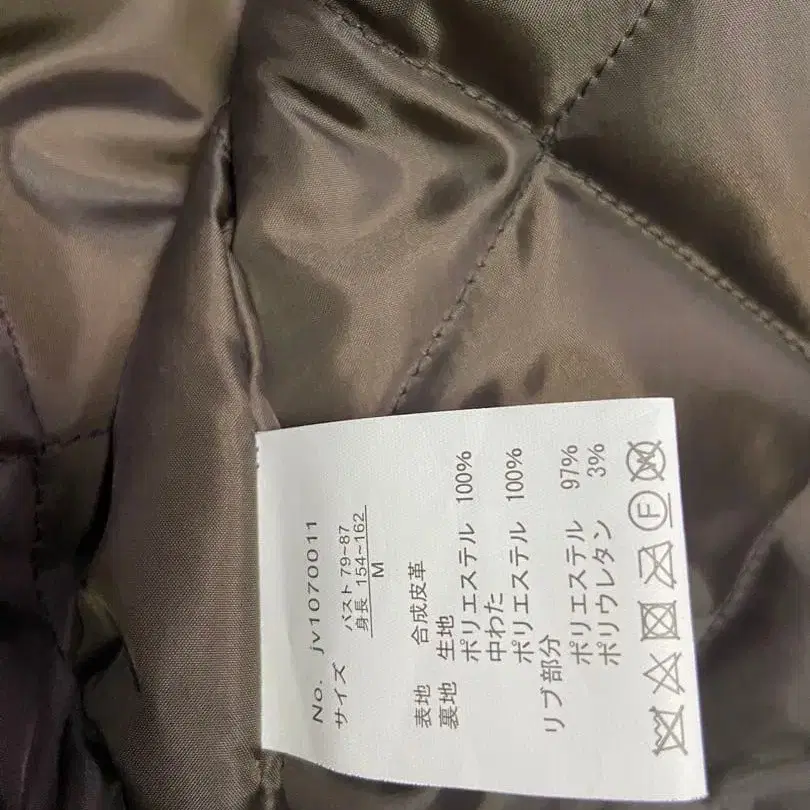 No. jv1070011
サイズ バスト 79~87
身長 154~162
M
表地 合成皮革
裏地 生地
ポリエステル 100%
中わた
ポリエステル 100%
リブ部分
ポリエステル 97%
ポリウレタン 3%
F
W